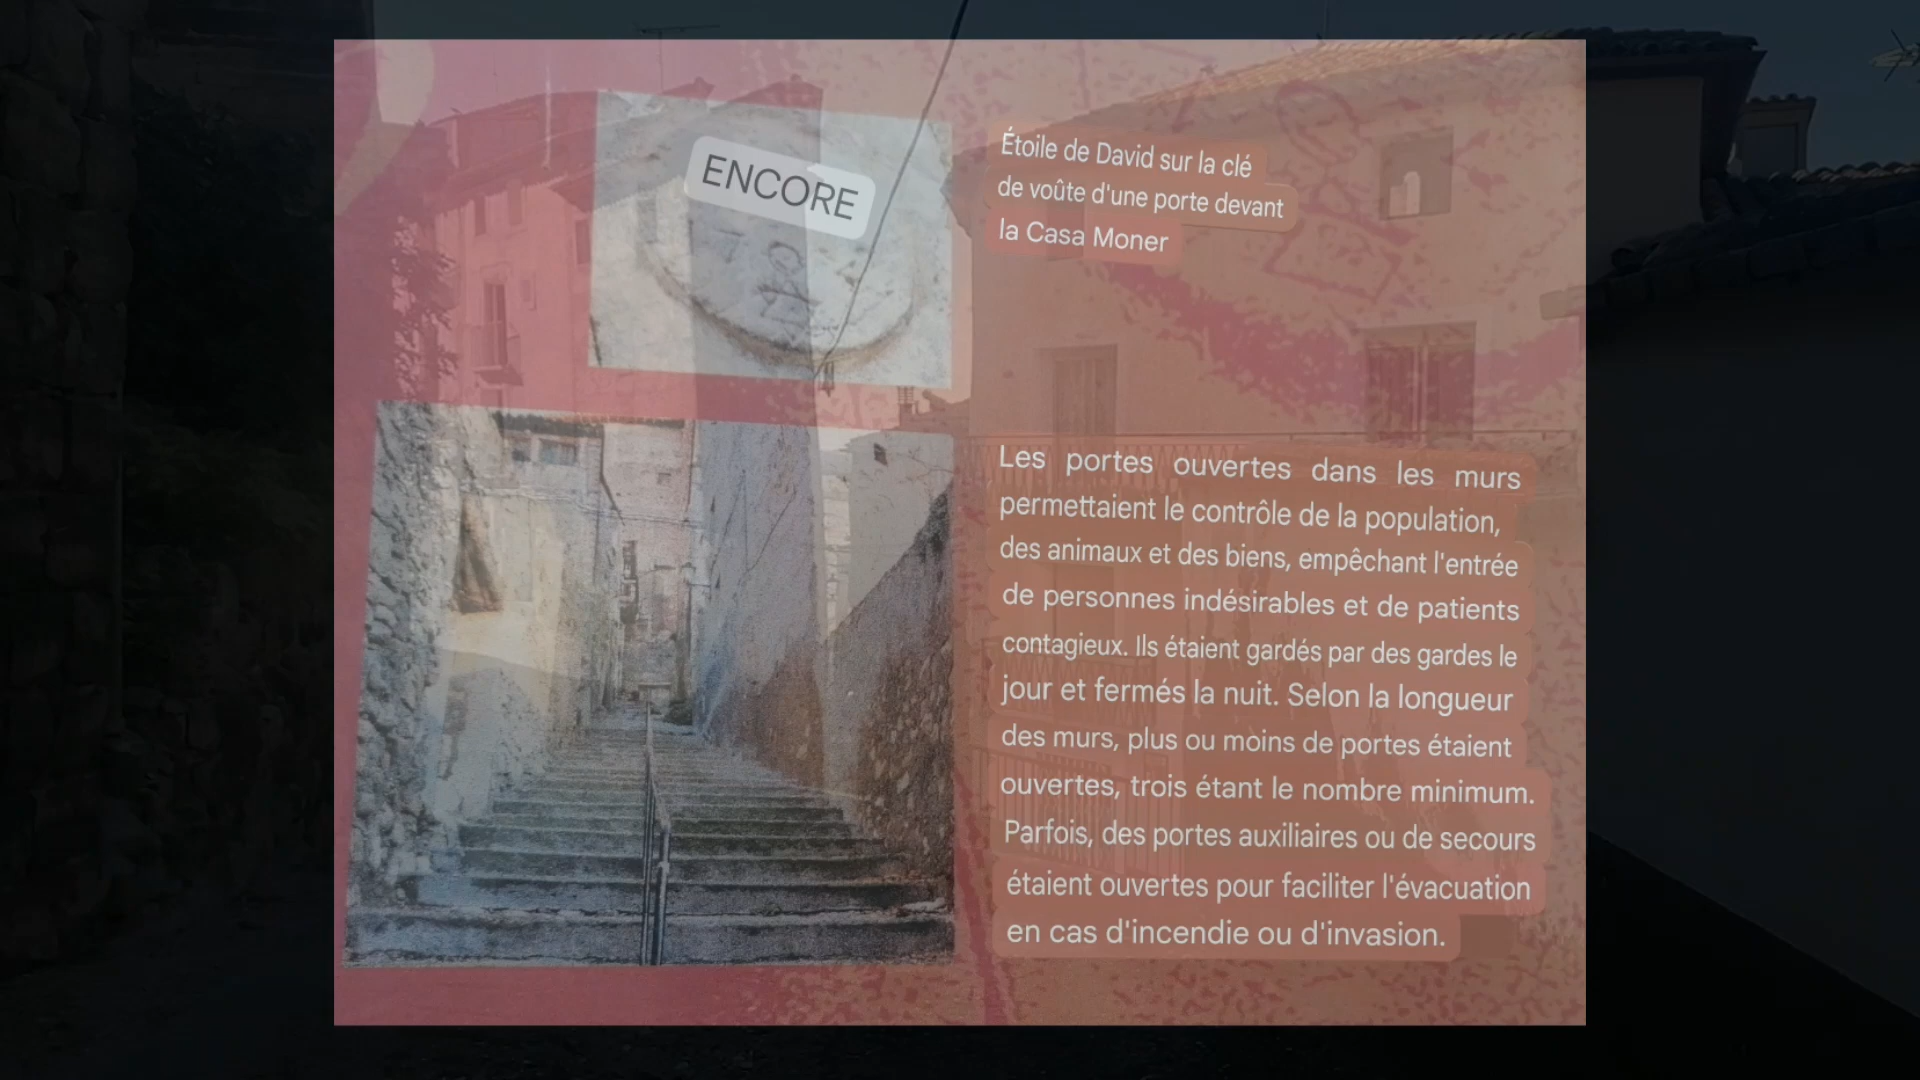 ENCORE
Étoile de David sur la clé
de voûte d'une porte devant
la Casa Moner
Les portes ouvertes dans les murs
permettaient le contrôle de la population,
des animaux et des biens, empêchant l'entrée
de personnes indésirables et de patients
contagieux. Ils étaient gardés par des gardes le
jour et fermés la nuit. Selon la longueur
des murs, plus ou moins de portes étaient
ouvertes, trois étant le nombre minimum.
Parfois, des portes auxiliaires ou de secours
étaient ouvertes pour faciliter l'évacuation
en cas d'incendie ou d'invasion.